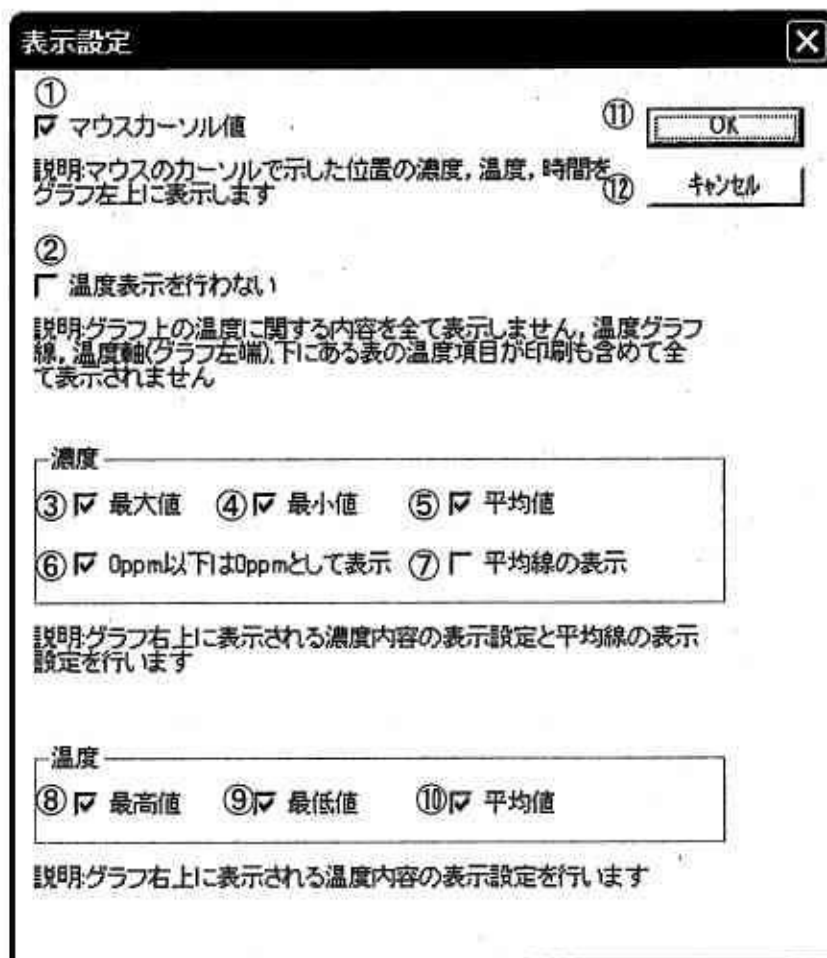 表示設定
①
マウスカーソル値
⑪ OK
説明:マウスのカーソルで示した位置の濃度, 温度, 時間を
グラフ左上に表示します
⑫ キャンセル
②
温度表示を行わない
説明:グラフ上の温度に関する内容を全て表示しません, 温度グラフ
線, 温度軸(グラフ左端),下にある表の温度項目が印刷も含めて全
て表示されません
濃度
③ 最大値 ④ 最小値 ⑤ 平均値
⑥ 0ppm以下は0ppmとして表示 ⑦ 平均線の表示
説明:グラフ右上に表示される濃度内容の表示設定と平均線の表示
設定を行います
温度
⑧ 最高値 ⑨ 最低値 ⑩ 平均値
説明:グラフ右上に表示される温度内容の表示設定を行います